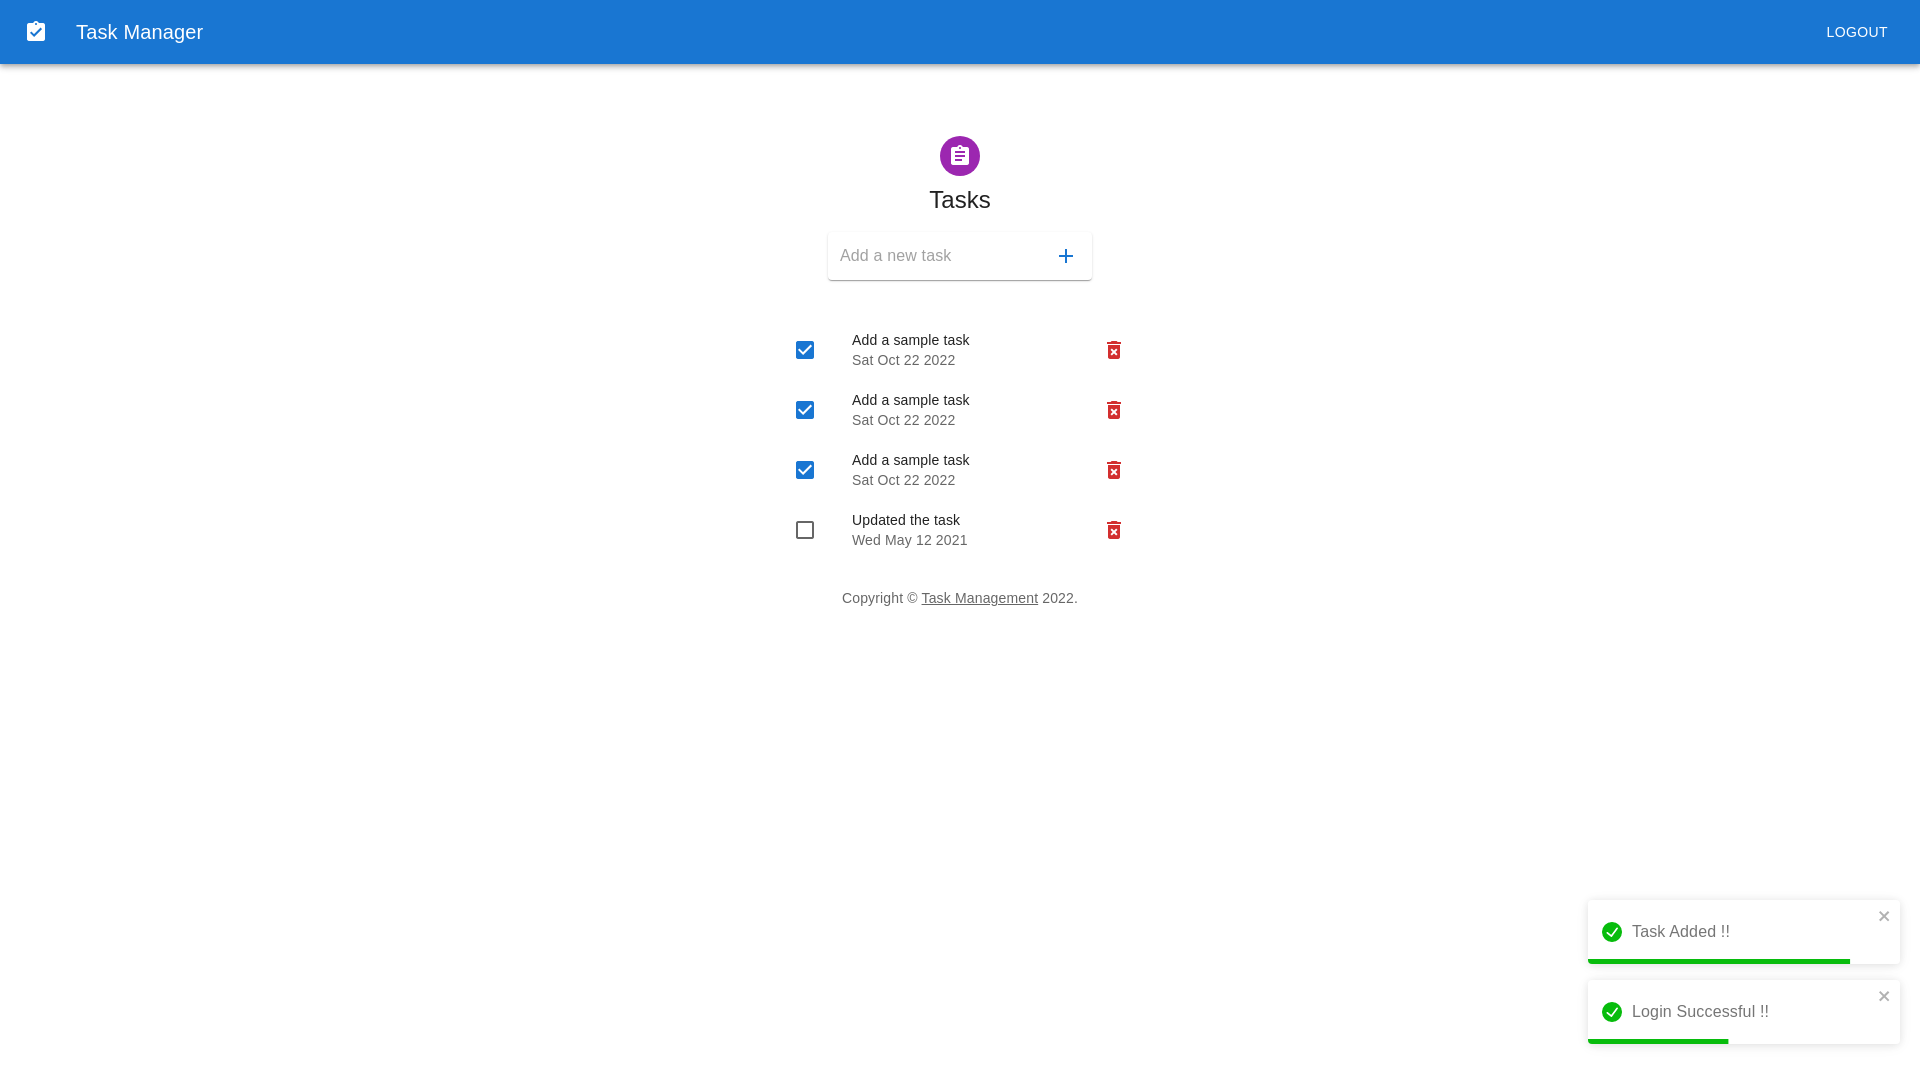 Task Manager
LOGOUT
Tasks
Add a new task
Add a sample task
Sat Oct 22 2022
Add a sample task
Sat Oct 22 2022
Add a sample task
Sat Oct 22 2022
Updated the task
Wed May 12 2021
Copyright © Task Management 2022.
Task Added !!
Login Successful !!